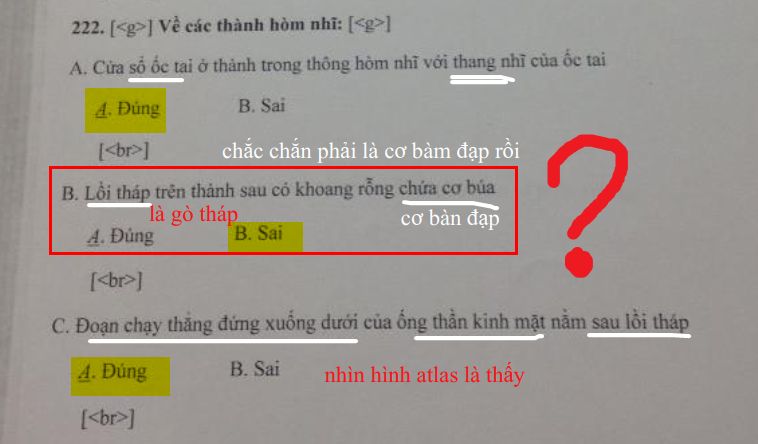 222. [<g>] Về các thành hòm nhĩ: [<g>]
A. Cửa sổ ốc tai ở thành trong thông hòm nhĩ với thang nhĩ của ốc tai
A. Đúng B. Sai
[<br>]
chắc chắn phải là cơ bàm đạp rồi
B. Lồi tháp trên thành sau có khoang rỗng chứa cơ búa
là gò tháp
cơ bàn đạp
A. Đúng B. Sai
[<br>]
C. Đoạn chạy thẳng đứng xuống dưới của ống thần kinh mặt nằm sau lồi tháp
A. Đúng B. Sai
nhìn hình atlas là thấy
[<br>]
?